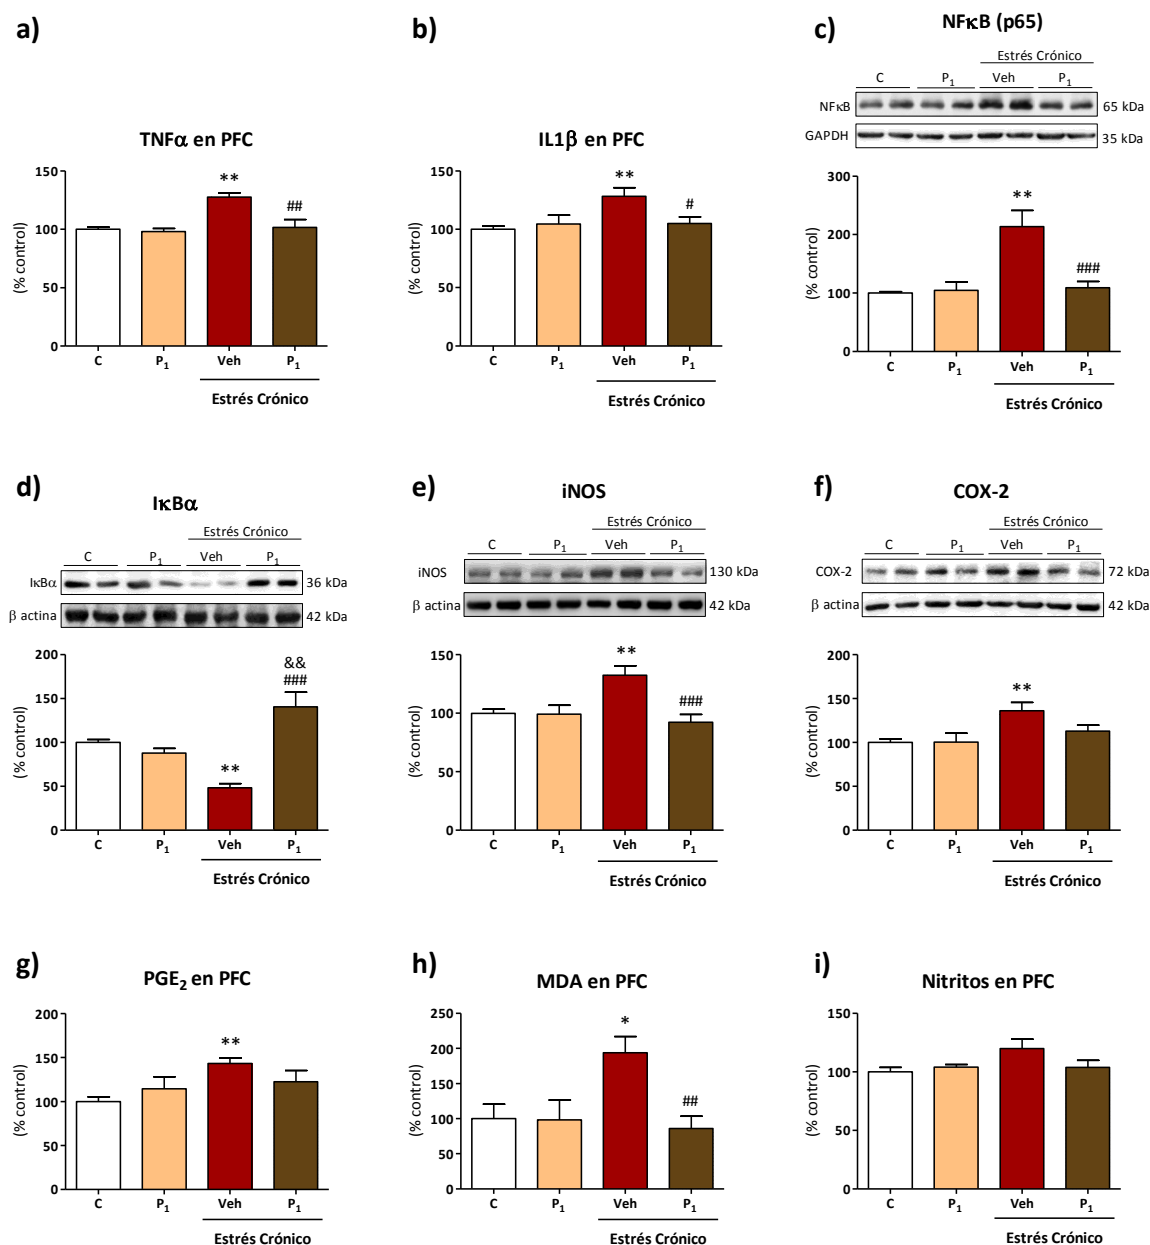 a)
TNFα en PFC
(% control)
150
100
50
0
**
##
C
P1
Veh
P1
Estrés Crónico
b)
IL1β en PFC
(% control)
150
100
50
0
**
#
C
P1
Veh
P1
Estrés Crónico
c)
NFκB (p65)
Estrés Crónico
C
P1
Veh
P1
NFκB
65 kDa
GAPDH
35 kDa
(% control)
300
200
100
0
**
###
C
P1
Veh
P1
Estrés Crónico
d)
IκBα
Estrés Crónico
C
P1
Veh
P1
IκBα
36 kDa
β actina
42 kDa
(% control)
200
150
100
50
0
**
&&
###
C
P1
Veh
P1
Estrés Crónico
e)
iNOS
Estrés Crónico
C
P1
Veh
P1
iNOS
130 kDa
β actina
42 kDa
(% control)
150
100
50
0
**
###
C
P1
Veh
P1
Estrés Crónico
f)
COX-2
Estrés Crónico
C
P1
Veh
P1
COX-2
72 kDa
β actina
42 kDa
(% control)
200
150
100
50
0
**
C
P1
Veh
P1
Estrés Crónico
g)
PGE2 en PFC
(% control)
200
150
100
50
0
**
C
P1
Veh
P1
Estrés Crónico
h)
MDA en PFC
(% control)
250
200
150
100
50
0
*
##
C
P1
Veh
P1
Estrés Crónico
i)
Nitritos en PFC
(% control)
150
100
50
0
C
P1
Veh
P1
Estrés Crónico